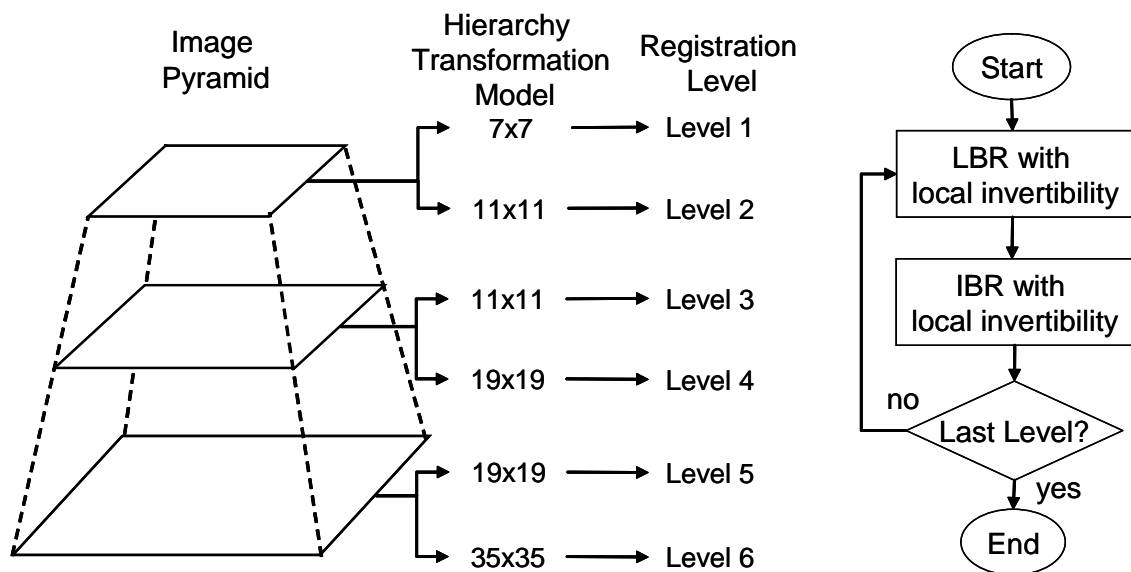 Image
Pyramid
Hierarchy
Transformation
Model
Registration
Level
7x7
Level 1
11x11
Level 2
11x11
Level 3
19x19
Level 4
19x19
Level 5
35x35
Level 6
Start
LBR with
local invertibility
IBR with
local invertibility
Last Level?
no
yes
End